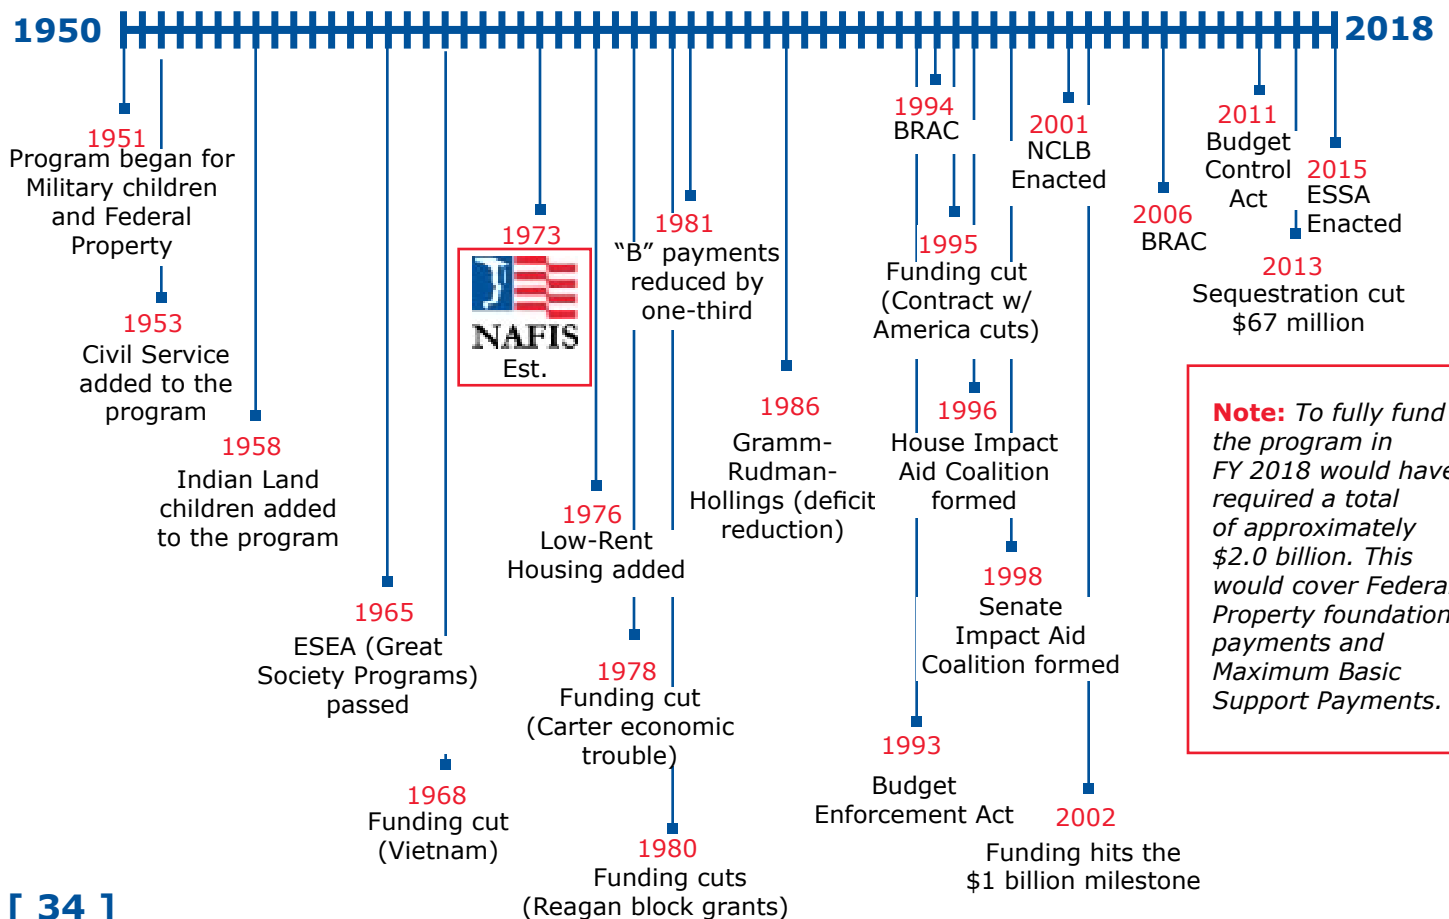 1950
2018
1951
Program began for
Military children
and Federal
Property
1953
Civil Service
added to the
program
1958
Indian Land
children added
to the program
1965
ESEA (Great
Society Programs)
passed
1968
Funding cut
(Vietnam)
1973
NAFIS
Est.
1976
Low-Rent
Housing added
1978
Funding cut
(Carter economic
trouble)
1980
Funding cuts
(Reagan block grants)
1981
“B” payments
reduced by
one-third
1986
Gramm-
Rudman-
Hollings (deficit
reduction)
1993
Budget
Enforcement Act
1994
BRAC
1995
Funding cut
(Contract w/
America cuts)
1996
House Impact
Aid Coalition
formed
1998
Senate
Impact Aid
Coalition formed
2001
NCLB
Enacted
2002
Funding hits the
$1 billion milestone
2006
BRAC
2011
Budget
Control
Act
2013
Sequestration cut
$67 million
2015
ESSA
Enacted
Note: To fully fund
the program in
FY 2018 would have
required a total
of approximately
$2.0 billion. This
would cover Federal
Property foundation
payments and
Maximum Basic
Support Payments.
[ 34 ]